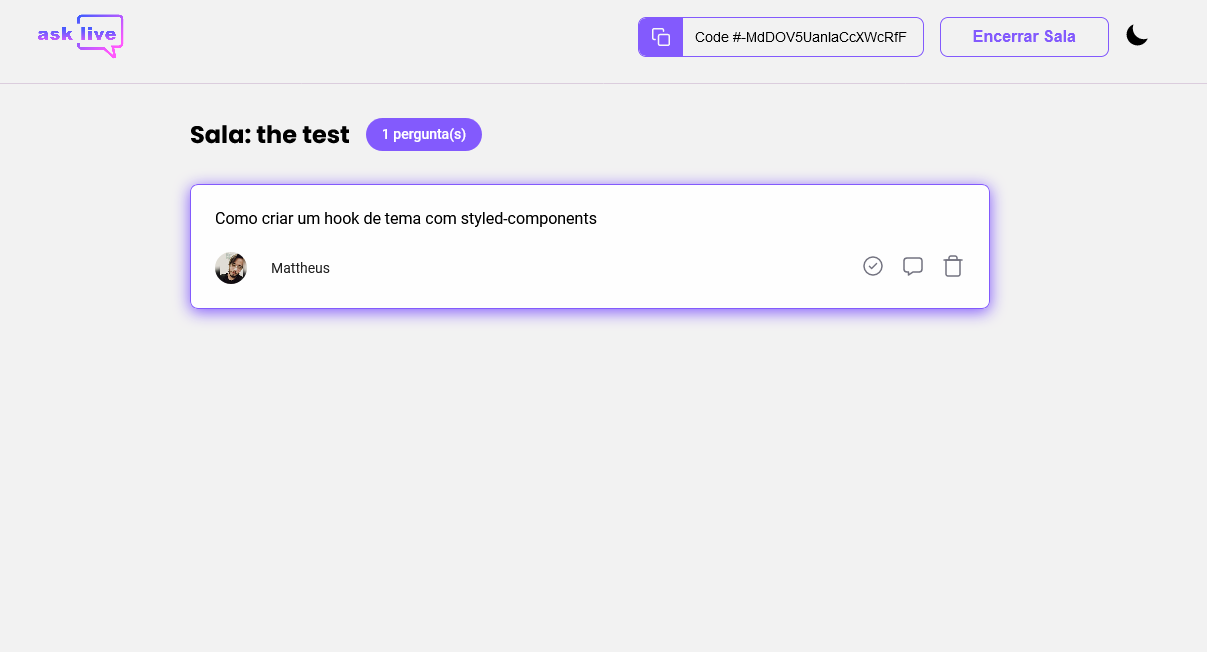 ask live
Code #-MdDOV5UanIaCcXWcRfF
Encerrar Sala
Sala: the test
1 pergunta(s)
Como criar um hook de tema com styled-components
Mattheus